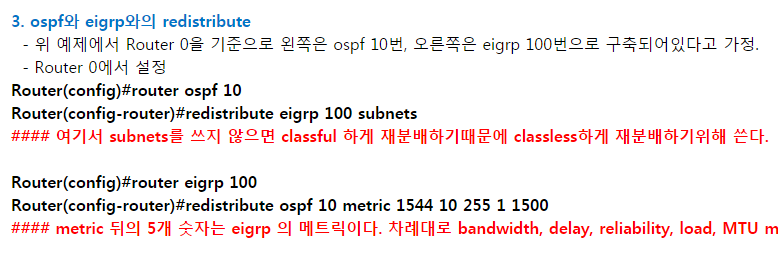 3. ospf와 eigrp와의 redistribute
- 위 예제에서 Router 0을 기준으로 왼쪽은 ospf 10번, 오른쪽은 eigrp 100번으로 구축되어있다고 가정.
- Router 0에서 설정
Router(config)#router ospf 10
Router(config-router)#redistribute eigrp 100 subnets
#### 여기서 subnets를 쓰지 않으면 classful 하게 재분배하기때문에 classless하게 재분배하기위해 쓴다.
Router(config)#router eigrp 100
Router(config-router)#redistribute ospf 10 metric 1544 10 255 1 1500
#### metric 뒤의 5개 숫자는 eigrp 의 메트릭이다. 차례대로 bandwidth, delay, reliability, load, MTU